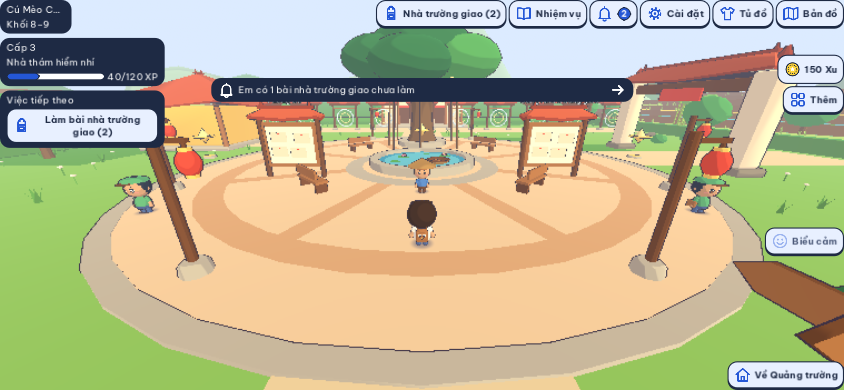 Cú Mèo C...
Khối 8-9
Nhà trường giao (2)
Nhiệm vụ
2
Cài đặt
Tủ đồ
Bản đồ
Cấp 3
Nhà thám hiểm nhí
40/120 XP
150 Xu
Em có 1 bài nhà trường giao chưa làm
Thêm
Việc tiếp theo
Làm bài nhà trường
giao (2)
Biểu cảm
Về Quảng trường